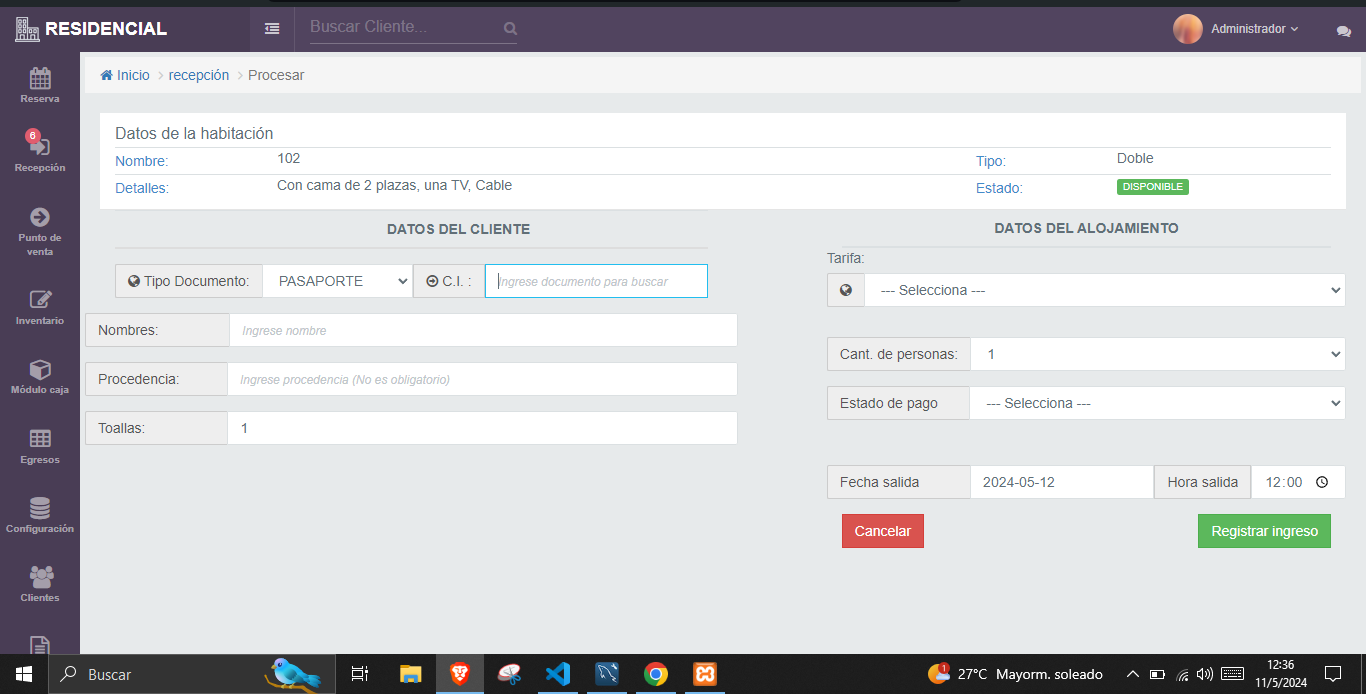 RESIDENCIAL
Buscar Cliente...
Administrador
Reserva
6
Recepción
Punto de
venta
Inventario
Módulo caja
Egresos
Configuración
Clientes
Inicio > recepción > Procesar
Datos de la habitación
Nombre: 102 Tipo: Doble
Detalles: Con cama de 2 plazas, una TV, Cable Estado: DISPONIBLE
DATOS DEL CLIENTE
Tipo Documento: PASAPORTE C.I. : Ingrese documento para buscar
Nombres: Ingrese nombre
Procedencia: Ingrese procedencia (No es obligatorio)
Toallas: 1
DATOS DEL ALOJAMIENTO
Tarifa:
--- Selecciona ---
Cant. de personas: 1
Estado de pago --- Selecciona ---
Fecha salida 2024-05-12 Hora salida 12:00
Cancelar Registrar ingreso
Buscar
1
27°C Mayorm. soleado
12:36
11/5/2024